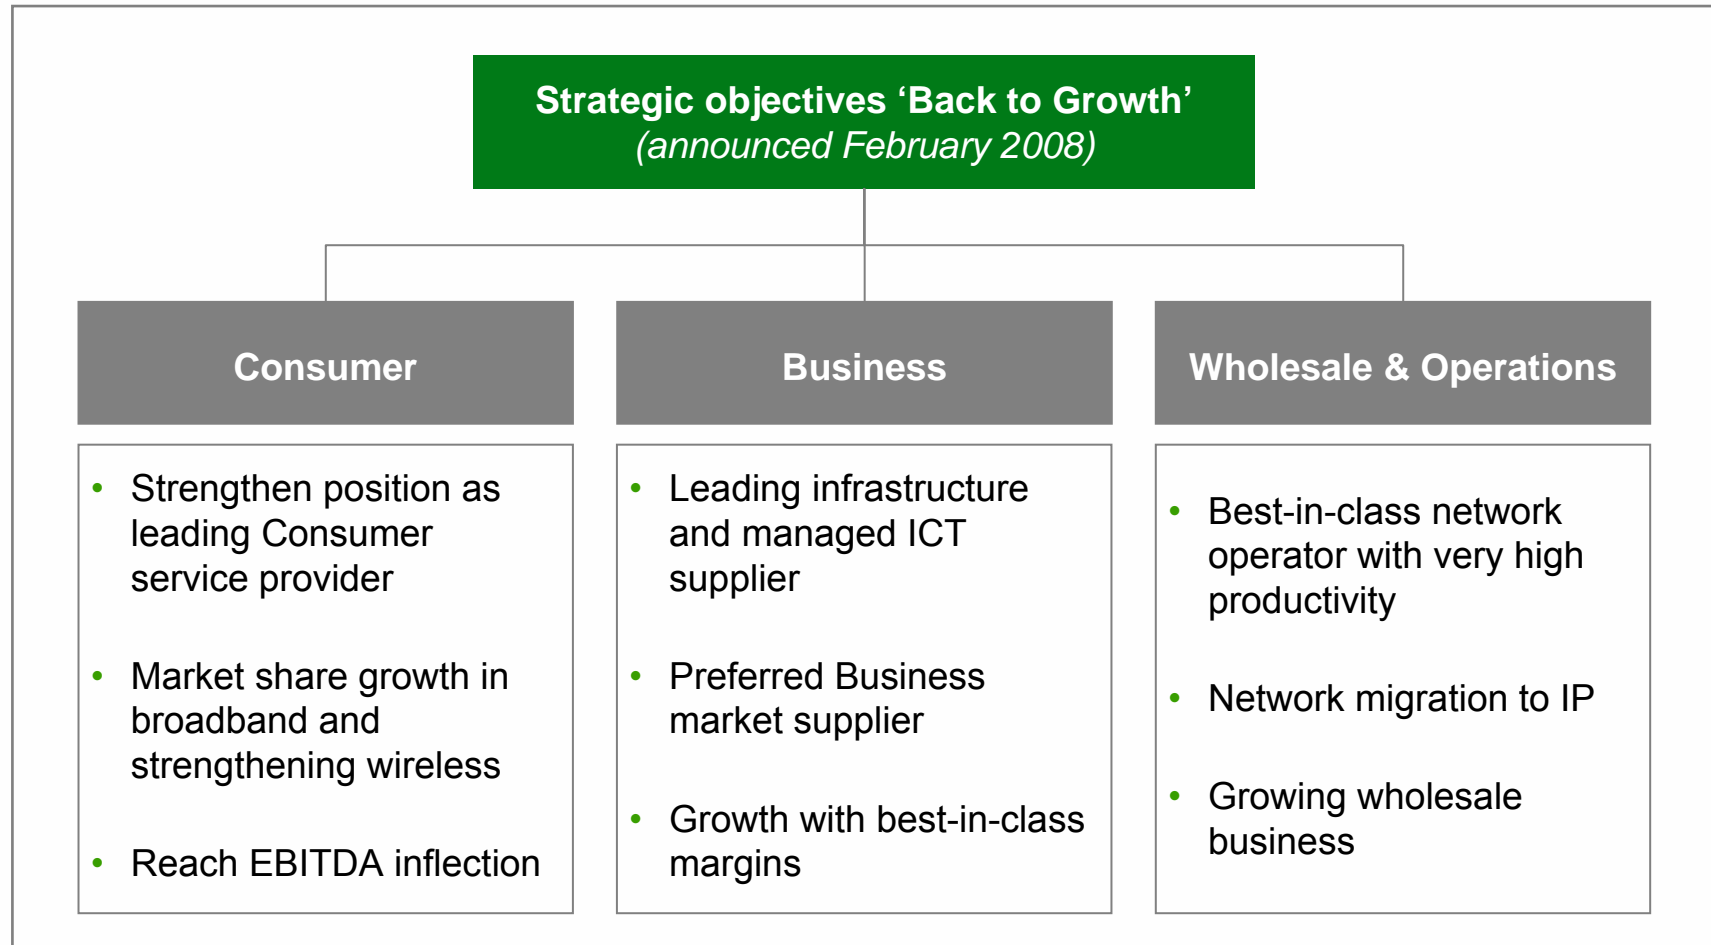 Strategic objectives ‘Back to Growth’
(announced February 2008)
Consumer
• Strengthen position as
leading Consumer
service provider
• Market share growth in
broadband and
strengthening wireless
• Reach EBITDA inflection
Business
• Leading infrastructure
and managed ICT
supplier
• Preferred Business
market supplier
• Growth with best-in-class
margins
Wholesale & Operations
• Best-in-class network
operator with very high
productivity
• Network migration to IP
• Growing wholesale
business